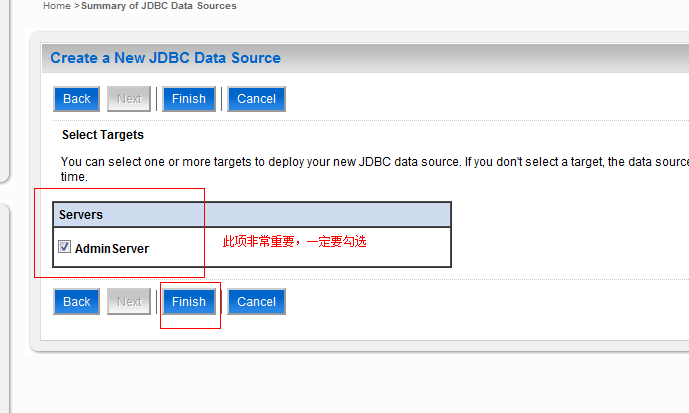 Home >Summary of JDBC Data Sources
Create a New JDBC Data Source
Back Next Finish Cancel
Select Targets
You can select one or more targets to deploy your new JDBC data source. If you don't select a target, the data source
time.
Servers
AdminServer 此项非常重要，一定要勾选
Back Next Finish Cancel